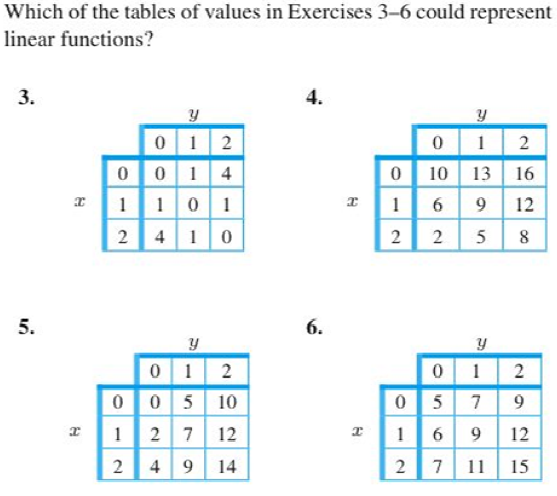 Which of the tables of values in Exercises 3–6 could represent
linear functions?
3.
y
0 1 2
0 0 1 4
x 1 1 0 1
2 4 1 0
4.
y
0 1 2
0 10 13 16
x 1 6 9 12
2 2 5 8
5.
y
0 1 2
0 0 5 10
x 1 2 7 12
2 4 9 14
6.
y
0 1 2
0 5 7 9
x 1 6 9 12
2 7 11 15